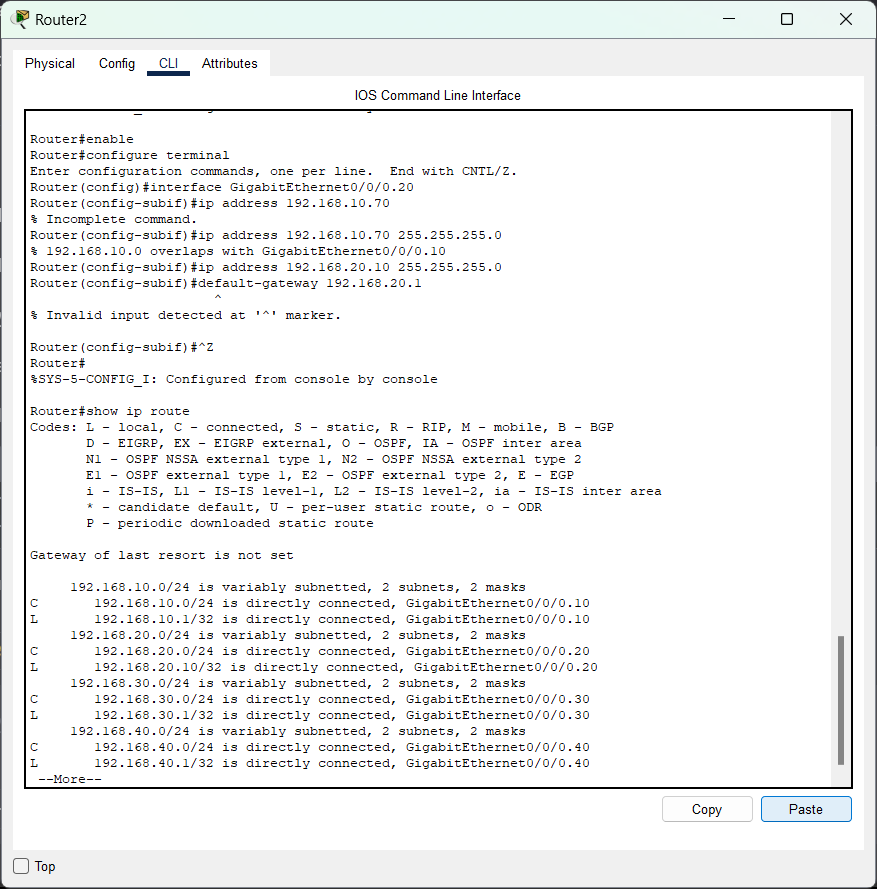 Router2
Physical Config CLI Attributes
IOS Command Line Interface
Router#enable
Router#configure terminal
Enter configuration commands, one per line.  End with CNTL/Z.
Router(config)#interface GigabitEthernet0/0/0.20
Router(config-subif)#ip address 192.168.10.70
% Incomplete command.
Router(config-subif)#ip address 192.168.10.70 255.255.255.0
% 192.168.10.0 overlaps with GigabitEthernet0/0/0.10
Router(config-subif)#ip address 192.168.20.10 255.255.255.0
Router(config-subif)#default-gateway 192.168.20.1
                       ^
% Invalid input detected at '^' marker.
Router(config-subif)#^Z
Router#
%SYS-5-CONFIG_I: Configured from console by console
Router#show ip route
Codes: L - local, C - connected, S - static, R - RIP, M - mobile, B - BGP
       D - EIGRP, EX - EIGRP external, O - OSPF, IA - OSPF inter area
       N1 - OSPF NSSA external type 1, N2 - OSPF NSSA external type 2
       E1 - OSPF external type 1, E2 - OSPF external type 2, E - EGP
       i - IS-IS, L1 - IS-IS level-1, L2 - IS-IS level-2, ia - IS-IS inter area
       * - candidate default, U - per-user static route, o - ODR
       P - periodic downloaded static route
Gateway of last resort is not set
     192.168.10.0/24 is variably subnetted, 2 subnets, 2 masks
C       192.168.10.0/24 is directly connected, GigabitEthernet0/0/0.10
L       192.168.10.1/32 is directly connected, GigabitEthernet0/0/0.10
     192.168.20.0/24 is variably subnetted, 2 subnets, 2 masks
C       192.168.20.0/24 is directly connected, GigabitEthernet0/0/0.20
L       192.168.20.10/32 is directly connected, GigabitEthernet0/0/0.20
     192.168.30.0/24 is variably subnetted, 2 subnets, 2 masks
C       192.168.30.0/24 is directly connected, GigabitEthernet0/0/0.30
L       192.168.30.1/32 is directly connected, GigabitEthernet0/0/0.30
     192.168.40.0/24 is variably subnetted, 2 subnets, 2 masks
C       192.168.40.0/24 is directly connected, GigabitEthernet0/0/0.40
L       192.168.40.1/32 is directly connected, GigabitEthernet0/0/0.40
 --More--
Copy Paste
Top